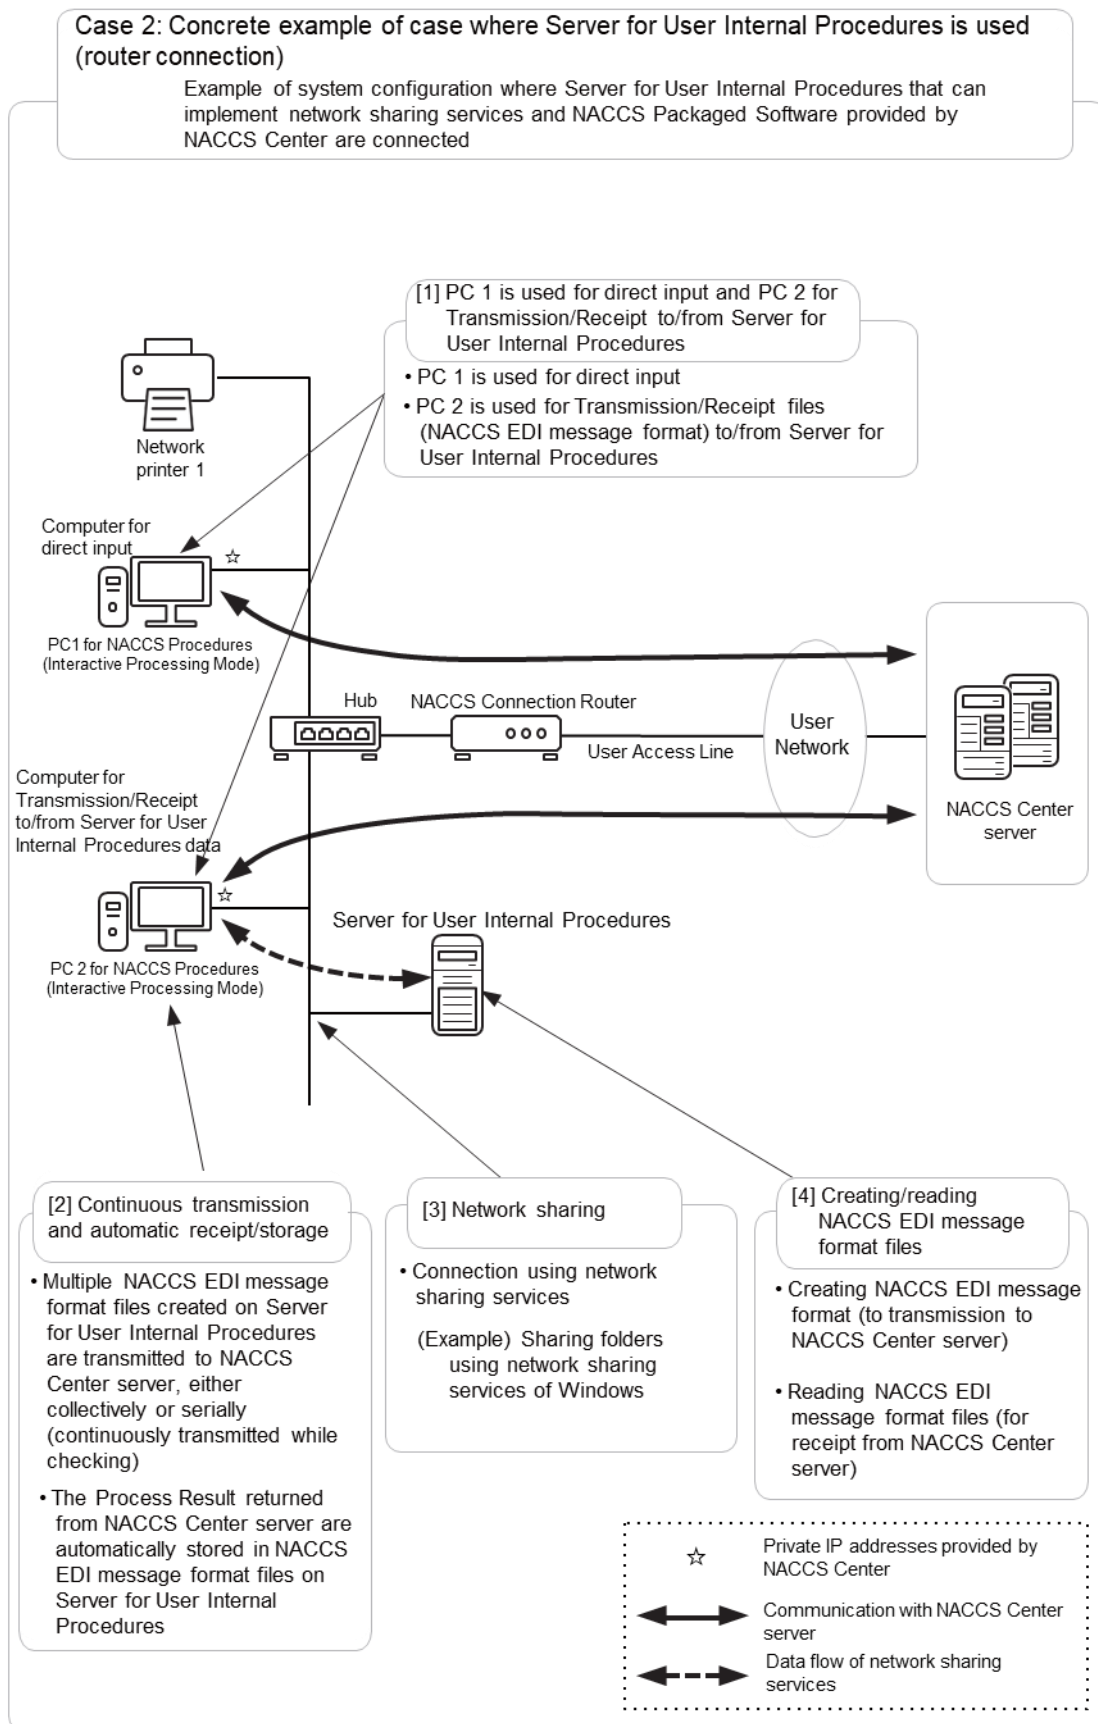 Case 2: Concrete example of case where Server for User Internal Procedures is used
(router connection)
Example of system configuration where Server for User Internal Procedures that can
implement network sharing services and NACCS Packaged Software provided by
NACCS Center are connected
[1] PC 1 is used for direct input and PC 2 for
Transmission/Receipt to/from Server for
User Internal Procedures
• PC 1 is used for direct input
• PC 2 is used for Transmission/Receipt files
(NACCS EDI message format) to/from Server for
User Internal Procedures
Network
printer 1
Computer for
direct input
☆
PC1 for NACCS Procedures
(Interactive Processing Mode)
Hub
NACCS Connection Router
User Access Line
User
Network
NACCS Center
server
Computer for
Transmission/Receipt
to/from Server for User
Internal Procedures data
☆
PC 2 for NACCS Procedures
(Interactive Processing Mode)
Server for User Internal Procedures
[2] Continuous transmission
and automatic receipt/storage
• Multiple NACCS EDI message
format files created on Server
for User Internal Procedures
are transmitted to NACCS
Center server, either
collectively or serially
(continuously transmitted while
checking)
• The Process Result returned
from NACCS Center server are
automatically stored in NACCS
EDI message format files on
Server for User Internal
Procedures
[3] Network sharing
• Connection using network
sharing services
(Example) Sharing folders
using network sharing
services of Windows
[4] Creating/reading
NACCS EDI message
format files
• Creating NACCS EDI message
format (to transmission to
NACCS Center server)
• Reading NACCS EDI
message format files (for
receipt from NACCS Center
server)
☆ Private IP addresses provided by
NACCS Center
Communication with NACCS Center
server
Data flow of network sharing
services